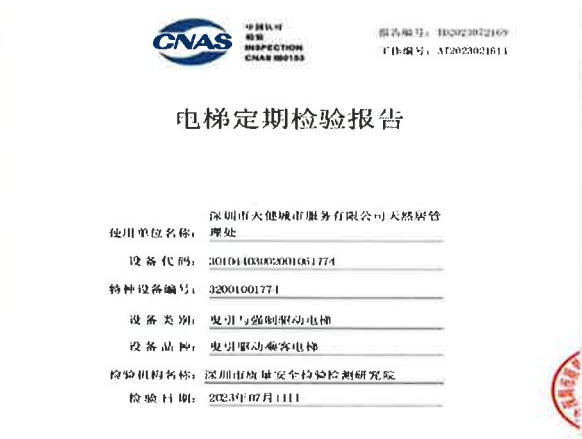 CNAS
中国认可
检验
INSPECTION
CNAS IB0153
报告编号：TD2023072169
工作编号：AT2023021614
电梯定期检验报告
深圳市天健城市服务有限公司天然居管
使用单位名称：理处
设备代码：30104403002001061774
特种设备编号：32001001774
设备类别：曳引与强制驱动电梯
设备品种：曳引驱动乘客电梯
检验机构名称：深圳市质量安全检验检测研究院
检验日期：2023年07月11日